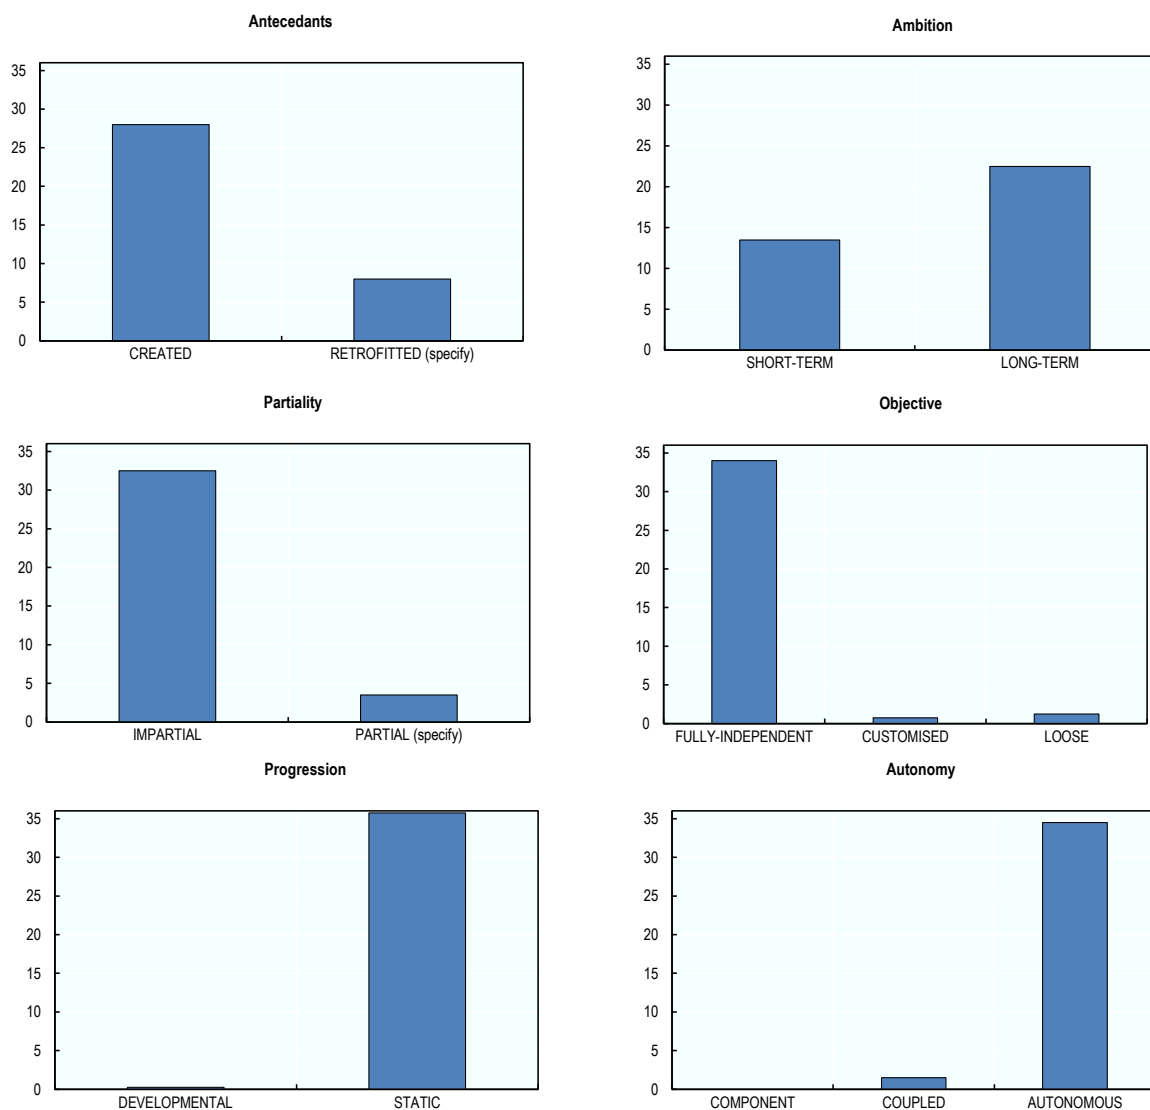 Antecedants
35
30
25
20
15
10
5
0
CREATED
RETROFITTED (specify)
Ambition
35
30
25
20
15
10
5
0
SHORT-TERM
LONG-TERM
Partiality
35
30
25
20
15
10
5
0
IMPARTIAL
PARTIAL (specify)
Objective
35
30
25
20
15
10
5
0
FULLY-INDEPENDENT
CUSTOMISED
LOOSE
Progression
35
30
25
20
15
10
5
0
DEVELOPMENTAL
STATIC
Autonomy
35
30
25
20
15
10
5
0
COMPONENT
COUPLED
AUTONOMOUS